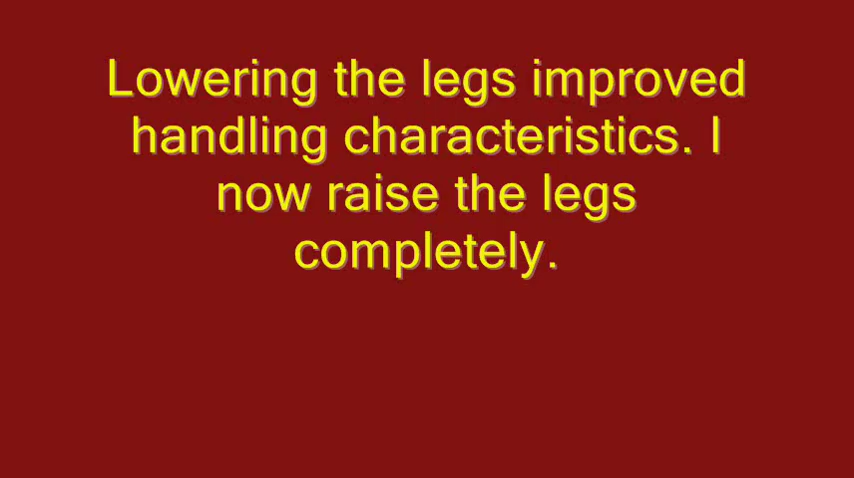 Lowering the legs improved
handling characteristics. I
now raise the legs
completely.